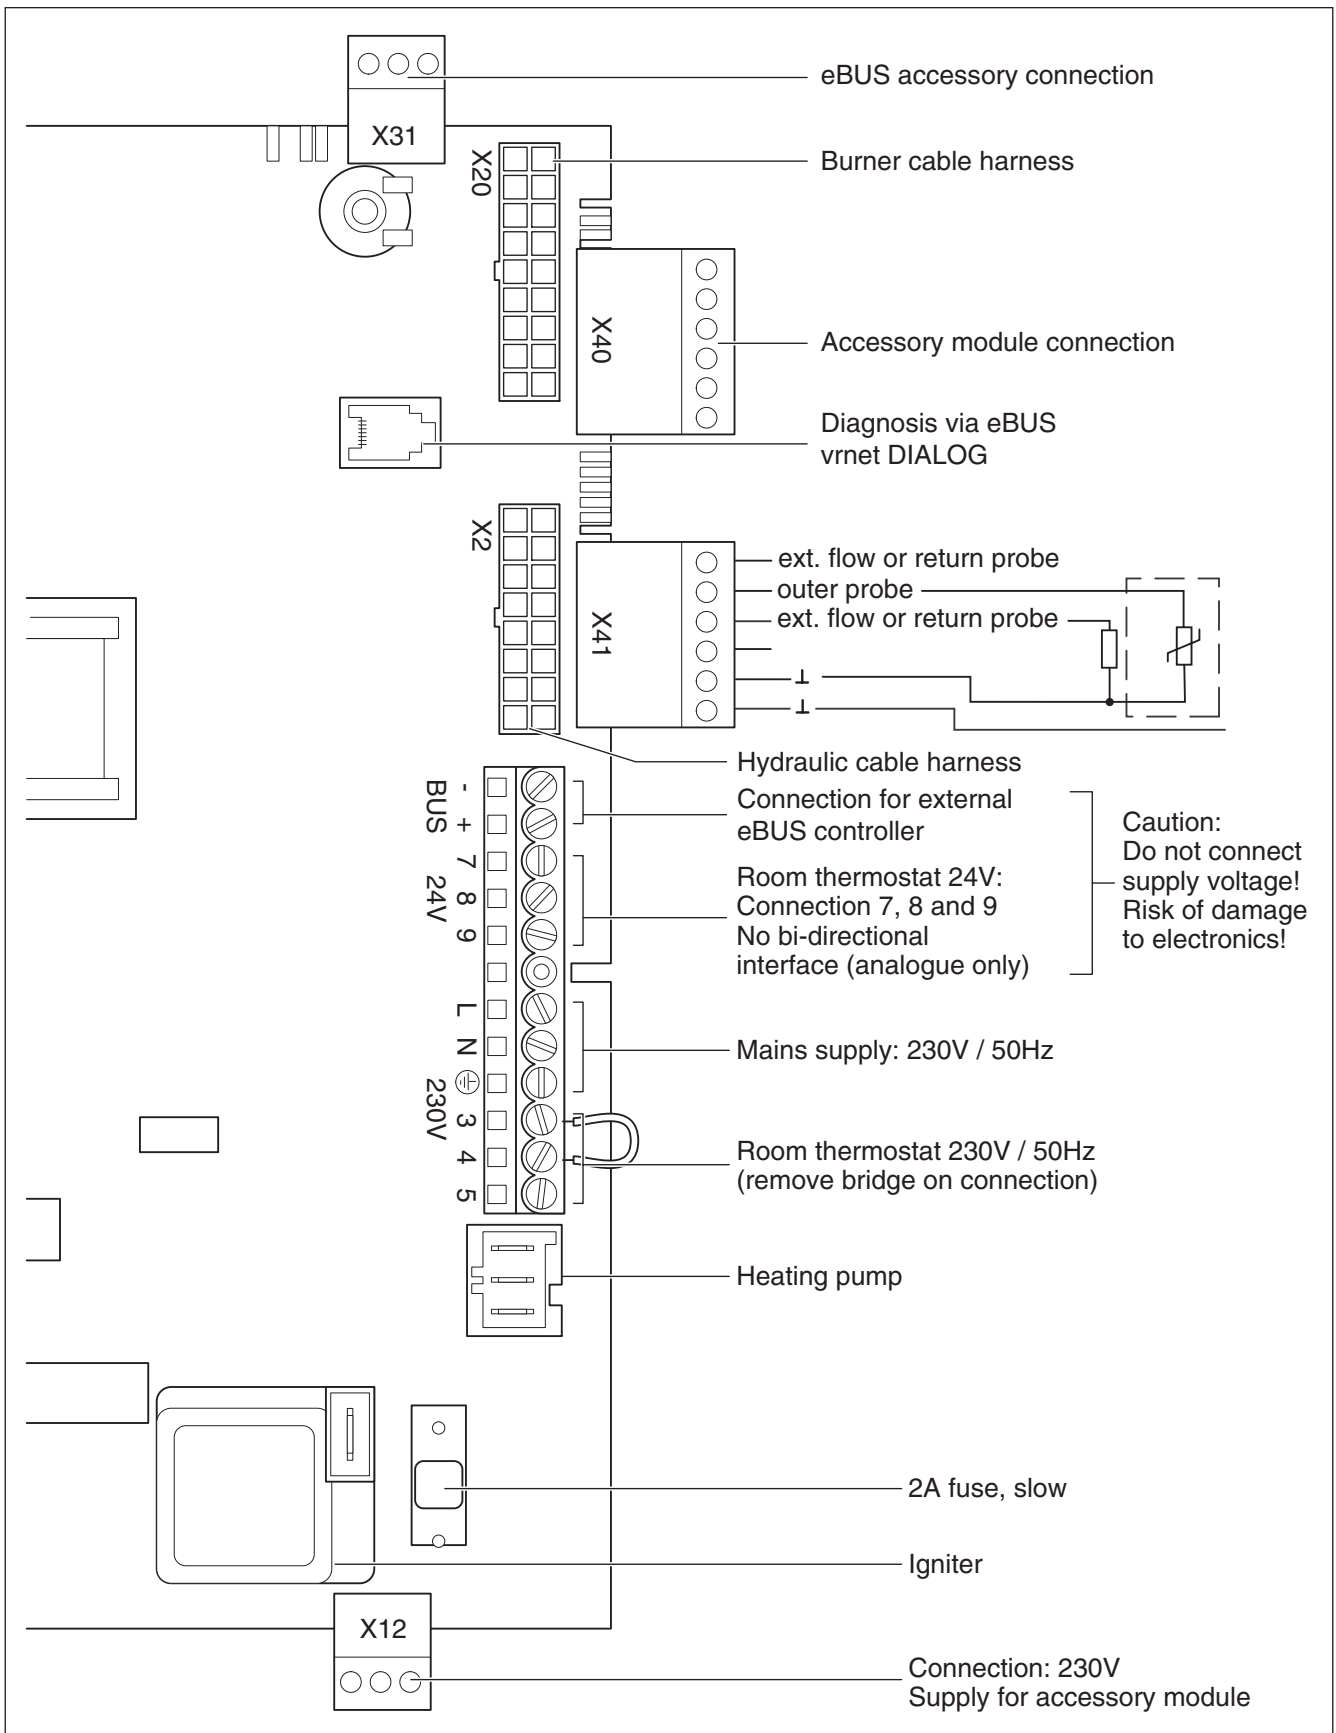 eBUS accessory connection
X31
Burner cable harness
X20
X40
Accessory module connection
Diagnosis via eBUS
vrnet DIALOG
X2
X41
ext. flow or return probe
outer probe
ext. flow or return probe
Hydraulic cable harness
- +
BUS
Connection for external
eBUS controller
7 8 9
24V
Room thermostat 24V:
Connection 7, 8 and 9
No bi-directional
interface (analogue only)
Caution:
Do not connect
supply voltage!
Risk of damage
to electronics!
L N
Mains supply: 230V / 50Hz
230V
3 4 5
Room thermostat 230V / 50Hz
(remove bridge on connection)
Heating pump
2A fuse, slow
Igniter
X12
Connection: 230V
Supply for accessory module